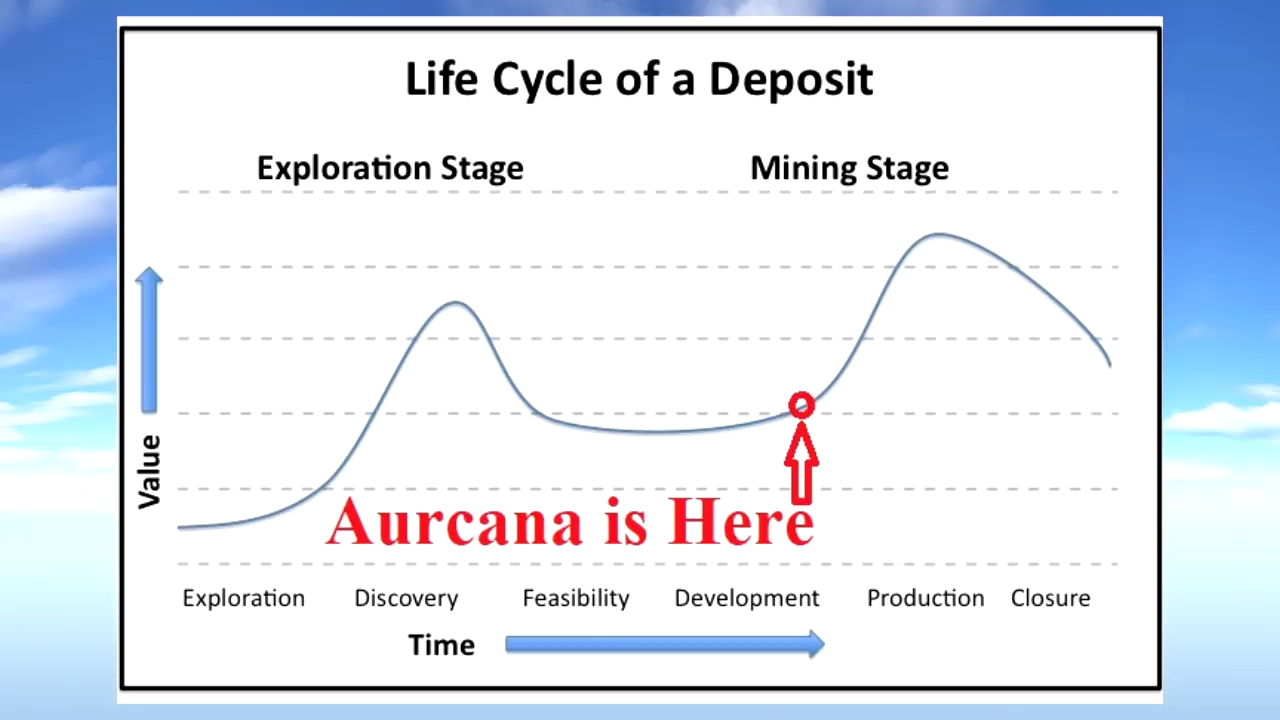 Life Cycle of a Deposit
Exploration Stage
Mining Stage
Value
Aurcana is Here
Exploration
Discovery
Feasibility
Development
Production
Closure
Time